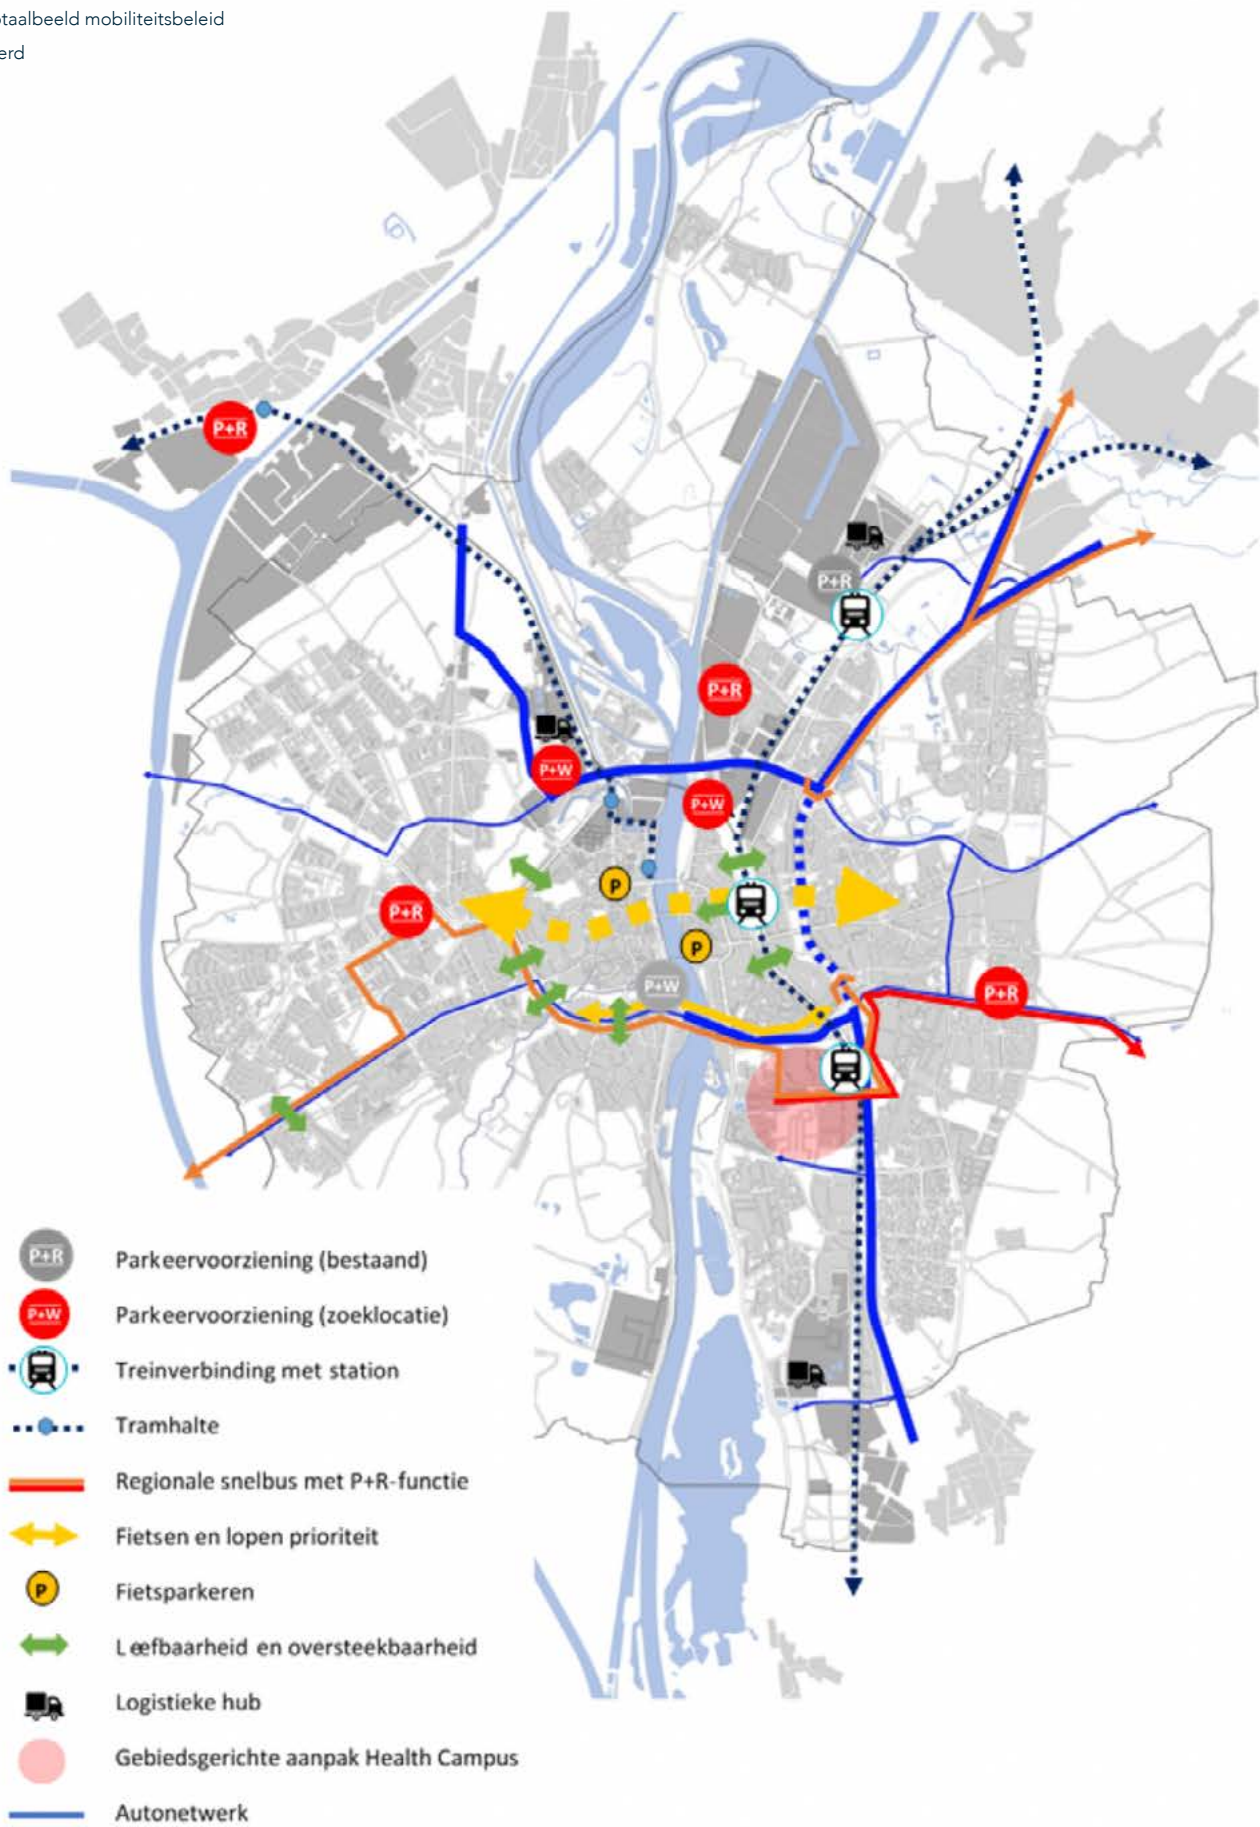 taalbeeld mobiliteitsbeleid
erd
P+R
P+R
P+R
P+W
P+W
P
P+R
P
P+W
P+R
P+R Parkeervoorziening (bestaand)
P+W Parkeervoorziening (zoeklocatie)
Treinverbinding met station
Tramhalte
Regionale snelbus met P+R-functie
Fietsen en lopen prioriteit
P Fietsparkeren
Leefbaarheid en oversteekbaarheid
Logistieke hub
Gebiedsgerichte aanpak Health Campus
Autonetwerk